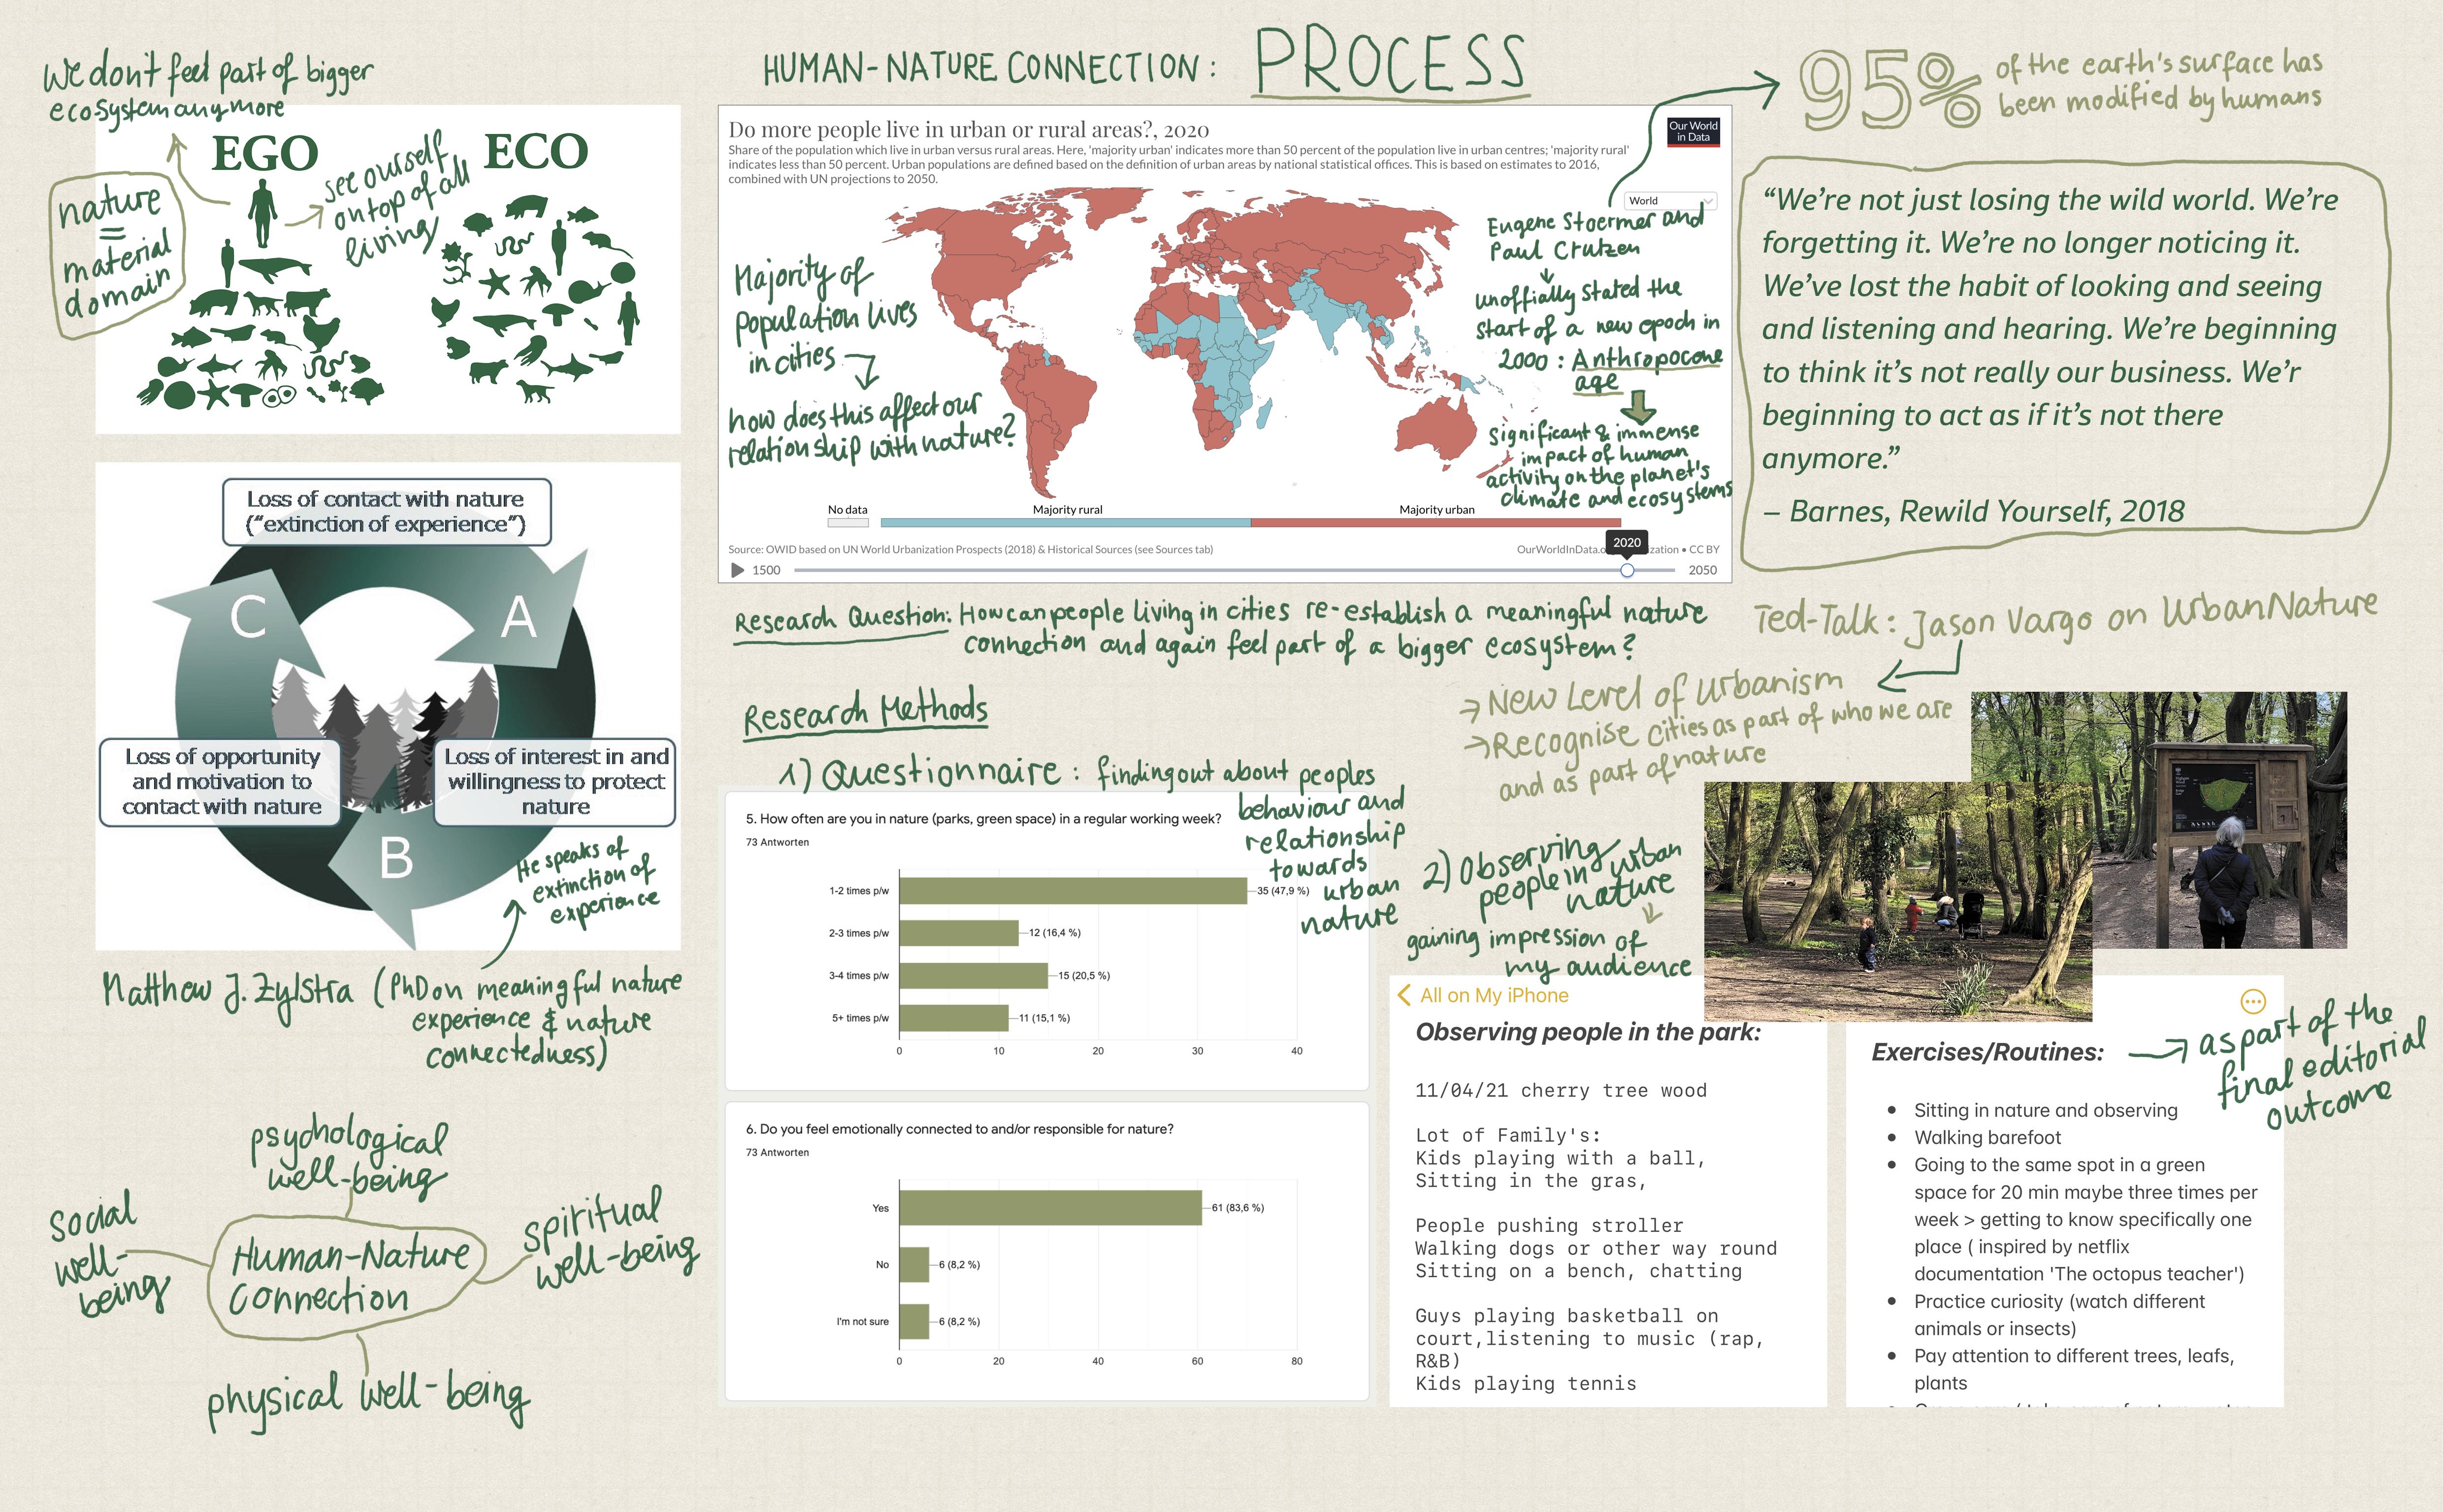 HUMAN-NATURE CONNECTION: PROCESS
We don't feel part of bigger
ecosystem anymore
EGO
ECO
see ourself
on top of all
living
nature
=
material
domain
Loss of contact with nature
(“extinction of experience”)
A
C
Loss of opportunity
and motivation to
contact with nature
Loss of interest in and
willingness to protect
nature
B
He speaks of
extinction of
experience
Matthew J. Zylstra (PhD on meaningful nature
experience & nature
connectedness)
psychological
well-being
social
well-
being
Human-Nature
Connection
spiritual
well-being
physical well-being
Do more people live in urban or rural areas?, 2020
Our World
in Data
Share of the population which live in urban versus rural areas. Here, 'majority urban' indicates more than 50 percent of the population live in urban centres; 'majority rural'
indicates less than 50 percent. Urban populations are defined based on the definition of urban areas by national statistical offices. This is based on estimates to 2016,
combined with UN projections to 2050.
World
Majority of
population lives
in cities
how does this affect our
relationship with nature?
Eugene Stoermer and
Paul Crutzen
unoffially stated the
start of a new epoch in
2000: Anthropocene
age
Significant & immense
impact of human
activity on the planet's
climate and ecosystems
No data
Majority rural
Majority urban
Source: OWID based on UN World Urbanization Prospects (2018) & Historical Sources (see Sources tab)
OurWorldInData.o
zation • CC BY
2020
1500
2050
95% of the earth's surface has
been modified by humans
“We’re not just losing the wild world. We’re
forgetting it. We’re no longer noticing it.
We’ve lost the habit of looking and seeing
and listening and hearing. We’re beginning
to think it’s not really our business. We’r
beginning to act as if it’s not there
anymore.”
– Barnes, Rewild Yourself, 2018
Research Question: How can people living in cities re-establish a meaningful nature
connection and again feel part of a bigger ecosystem?
Ted-Talk: Jason Vargo on Urban Nature
→ New Level of Urbanism
→ Recognise cities as part of who we are
and as part of nature
Research Methods
1) Questionnaire: finding out about peoples
behaviour and
relationship
towards
urban
nature
5. How often are you in nature (parks, green space) in a regular working week?
73 Antworten
1-2 times p/w
35 (47,9 %)
2-3 times p/w
12 (16,4 %)
3-4 times p/w
15 (20,5 %)
5+ times p/w
11 (15,1 %)
0 10 20 30 40
6. Do you feel emotionally connected to and/or responsible for nature?
73 Antworten
Yes
61 (83,6 %)
No
6 (8,2 %)
I'm not sure
6 (8,2 %)
0 20 40 60 80
2) Observing
people in urban
nature
gaining impression of
my audience
All on My iPhone
Observing people in the park:
11/04/21 cherry tree wood
Lot of Family's:
Kids playing with a ball,
Sitting in the gras,
People pushing stroller
Walking dogs or other way round
Sitting on a bench, chatting
Guys playing basketball on
court,listening to music (rap,
R&B)
Kids playing tennis
Exercises/Routines:
→ as part of the
final editorial
outcome
• Sitting in nature and observing
• Walking barefoot
• Going to the same spot in a green
space for 20 min maybe three times per
week > getting to know specifically one
place ( inspired by netflix
documentation 'The octopus teacher')
• Practice curiosity (watch different
animals or insects)
• Pay attention to different trees, leafs,
plants